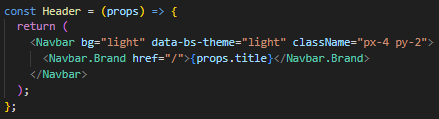 const Header = (props) => {
  return (
    <Navbar bg="light" data-bs-theme="light" className="px-4 py-2">
      <Navbar.Brand href="/">{props.title}</Navbar.Brand>
    </Navbar>
  );
};